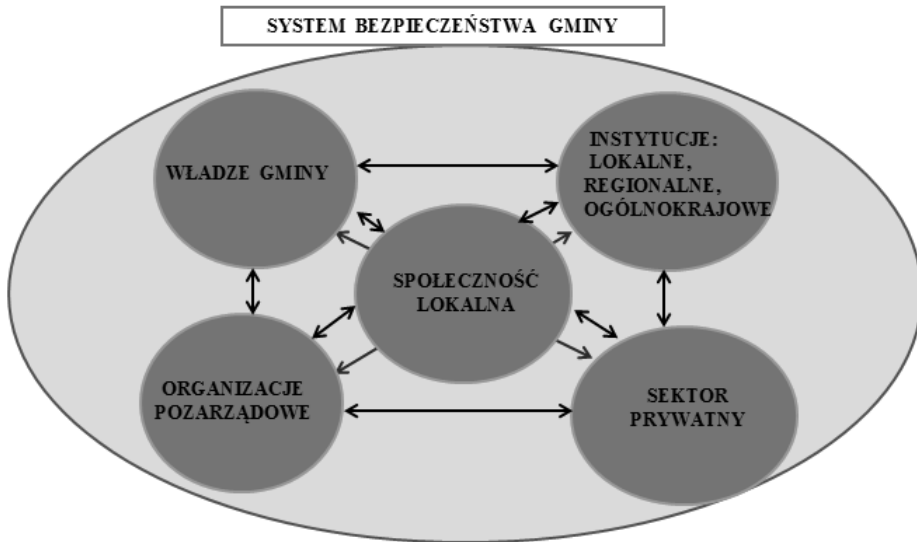 SYSTEM BEZPIECZEŃSTWA GMINY
WŁADZE GMINY
INSTYTUCJE:
LOKALNE,
REGIONALNE,
OGÓLNOKRAJOWE
SPOŁECZNOŚĆ
LOKALNA
ORGANIZACJE
POZARZĄDOWE
SEKTOR
PRYWATNY